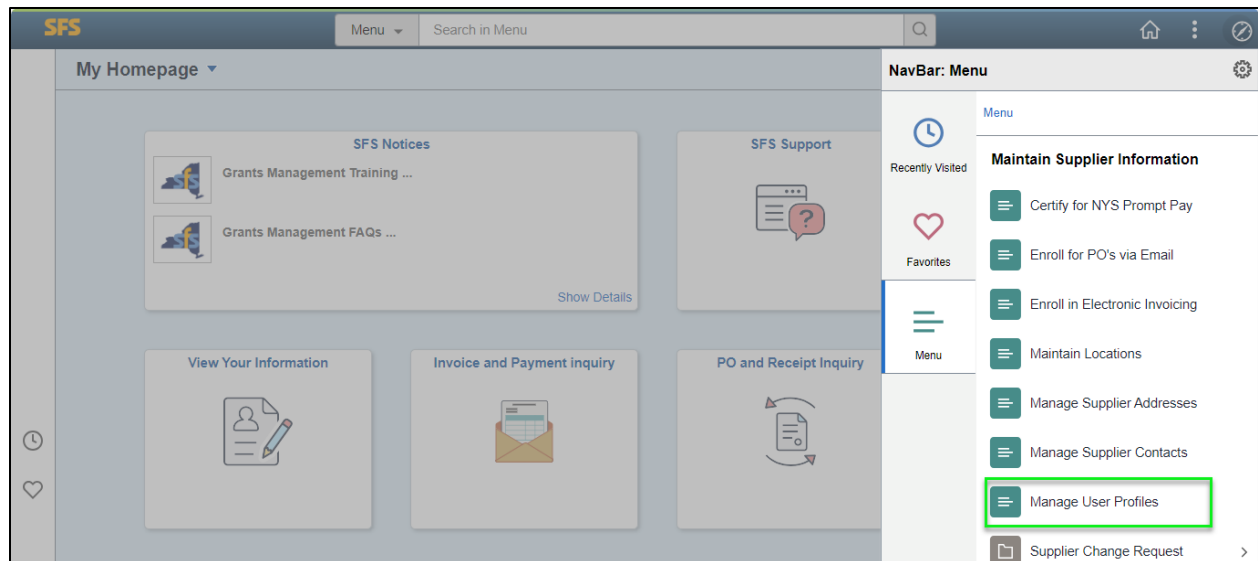 SFS
Menu
Search in Menu
My Homepage
SFS Notices
sfs
Grants Management Training ...
sfs
Grants Management FAQs ...
Show Details
SFS Support
?
View Your Information
Invoice and Payment inquiry
PO and Receipt Inquiry
NavBar: Menu
Recently Visited
Favorites
Menu
Menu
Maintain Supplier Information
Certify for NYS Prompt Pay
Enroll for PO's via Email
Enroll in Electronic Invoicing
Maintain Locations
Manage Supplier Addresses
Manage Supplier Contacts
Manage User Profiles
Supplier Change Request